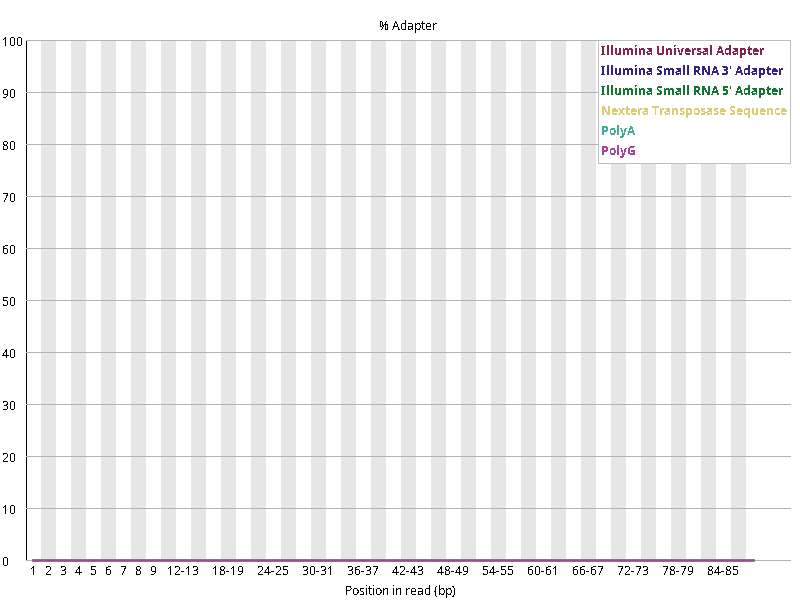 % Adapter
100
90
80
70
60
50
40
30
20
10
0
Illumina Universal Adapter
Illumina Small RNA 3' Adapter
Illumina Small RNA 5' Adapter
Nextera Transposase Sequence
PolyA
PolyG
1 2 3 4 5 6 7 8 9 12-13 18-19 24-25 30-31 36-37 42-43 48-49 54-55 60-61 66-67 72-73 78-79 84-85
Position in read (bp)